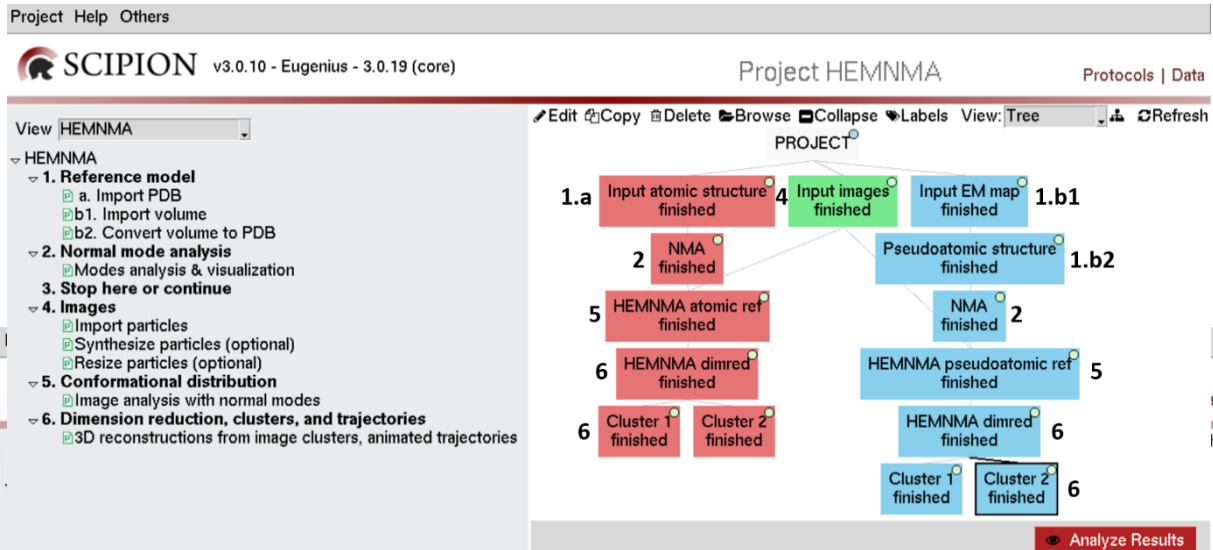 Project Help Others
SCIPION v3.0.10 - Eugenius - 3.0.19 (core)
Project HEMNMA
Protocols | Data
View HEMNMA
HEMNMA
1. Reference model
a. Import PDB
b1. Import volume
b2. Convert volume to PDB
2. Normal mode analysis
Modes analysis & visualization
3. Stop here or continue
4. Images
Import particles
Synthesize particles (optional)
Resize particles (optional)
5. Conformational distribution
Image analysis with normal modes
6. Dimension reduction, clusters, and trajectories
3D reconstructions from image clusters, animated trajectories
Edit Copy Delete Browse Collapse Labels View: Tree Refresh
PROJECT
1.a
Input atomic structure
finished
4
Input images
finished
Input EM map
finished
1.b1
2
NMA
finished
Pseudoatomic structure
finished
1.b2
5
HEMNMA atomic ref
finished
NMA
finished
2
6
HEMNMA dimred
finished
HEMNMA pseudoatomic ref
finished
5
6
Cluster 1
finished
Cluster 2
finished
HEMNMA dimred
finished
6
Cluster 1
finished
Cluster 2
finished
6
Analyze Results